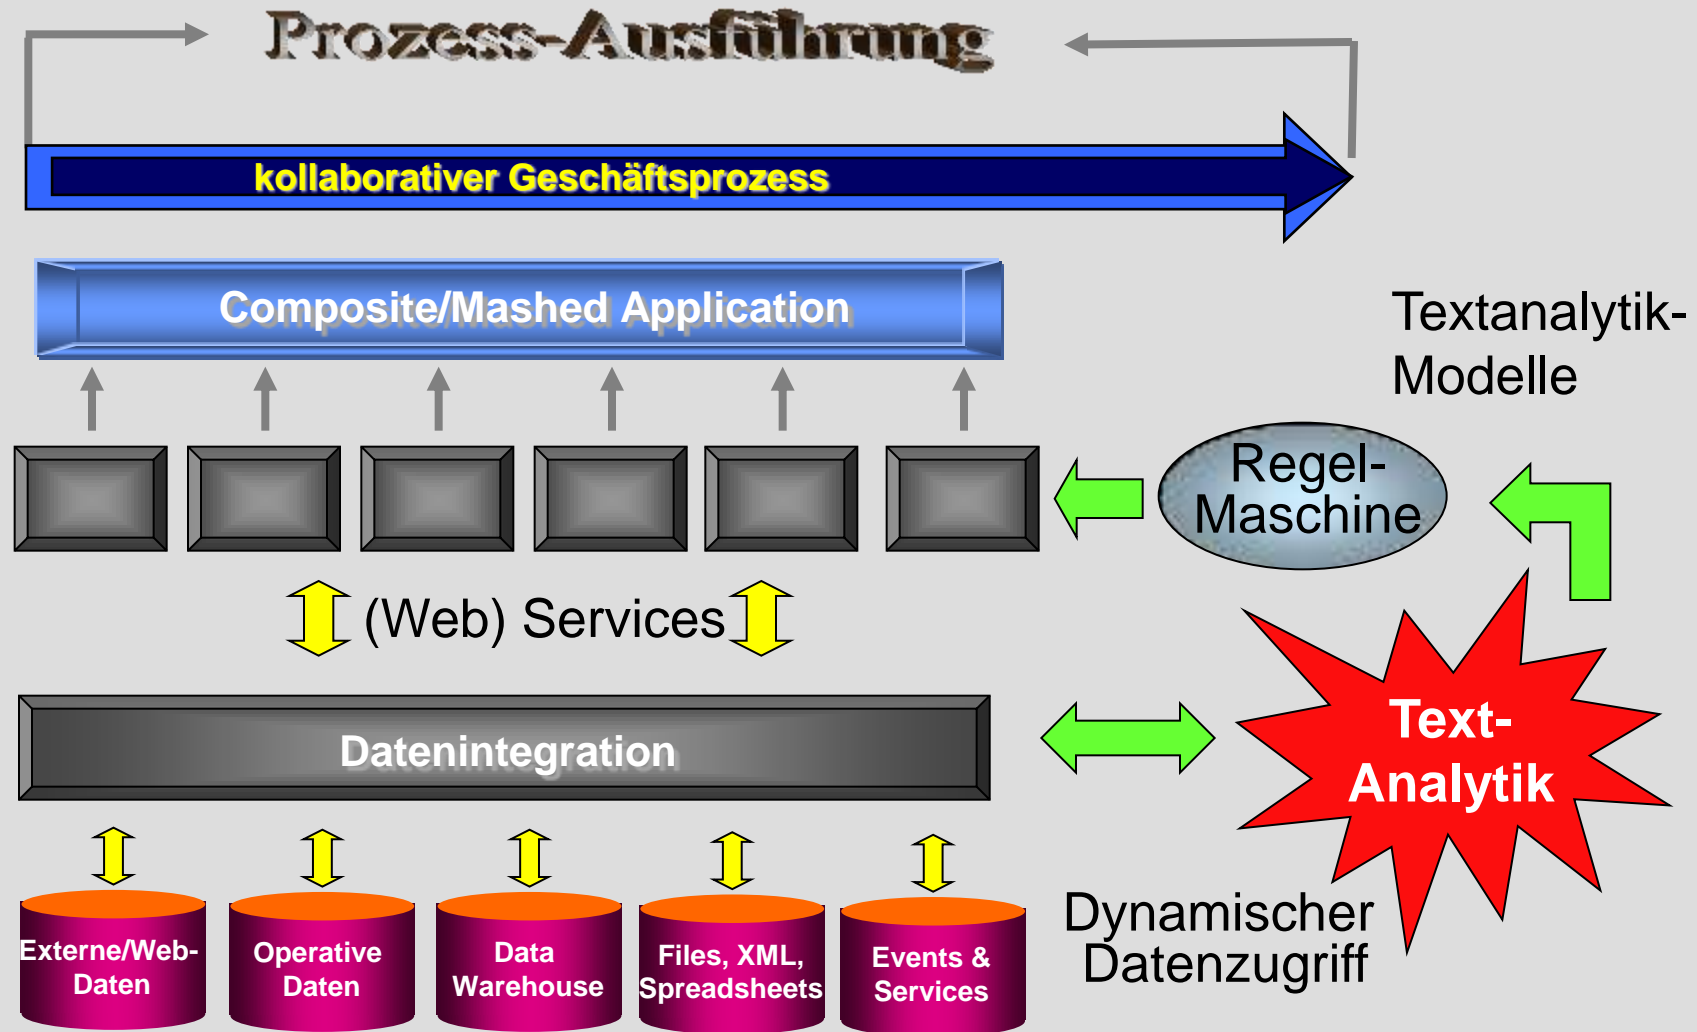 Prozess-Ausführung
kollaborativer Geschäftsprozess
Composite/Mashed Application
Textanalytik-
Modelle
Regel-
Maschine
(Web) Services
Datenintegration
Text-
Analytik
Externe/Web-
Daten
Operative
Daten
Data
Warehouse
Files, XML,
Spreadsheets
Events &
Services
Dynamischer
Datenzugriff